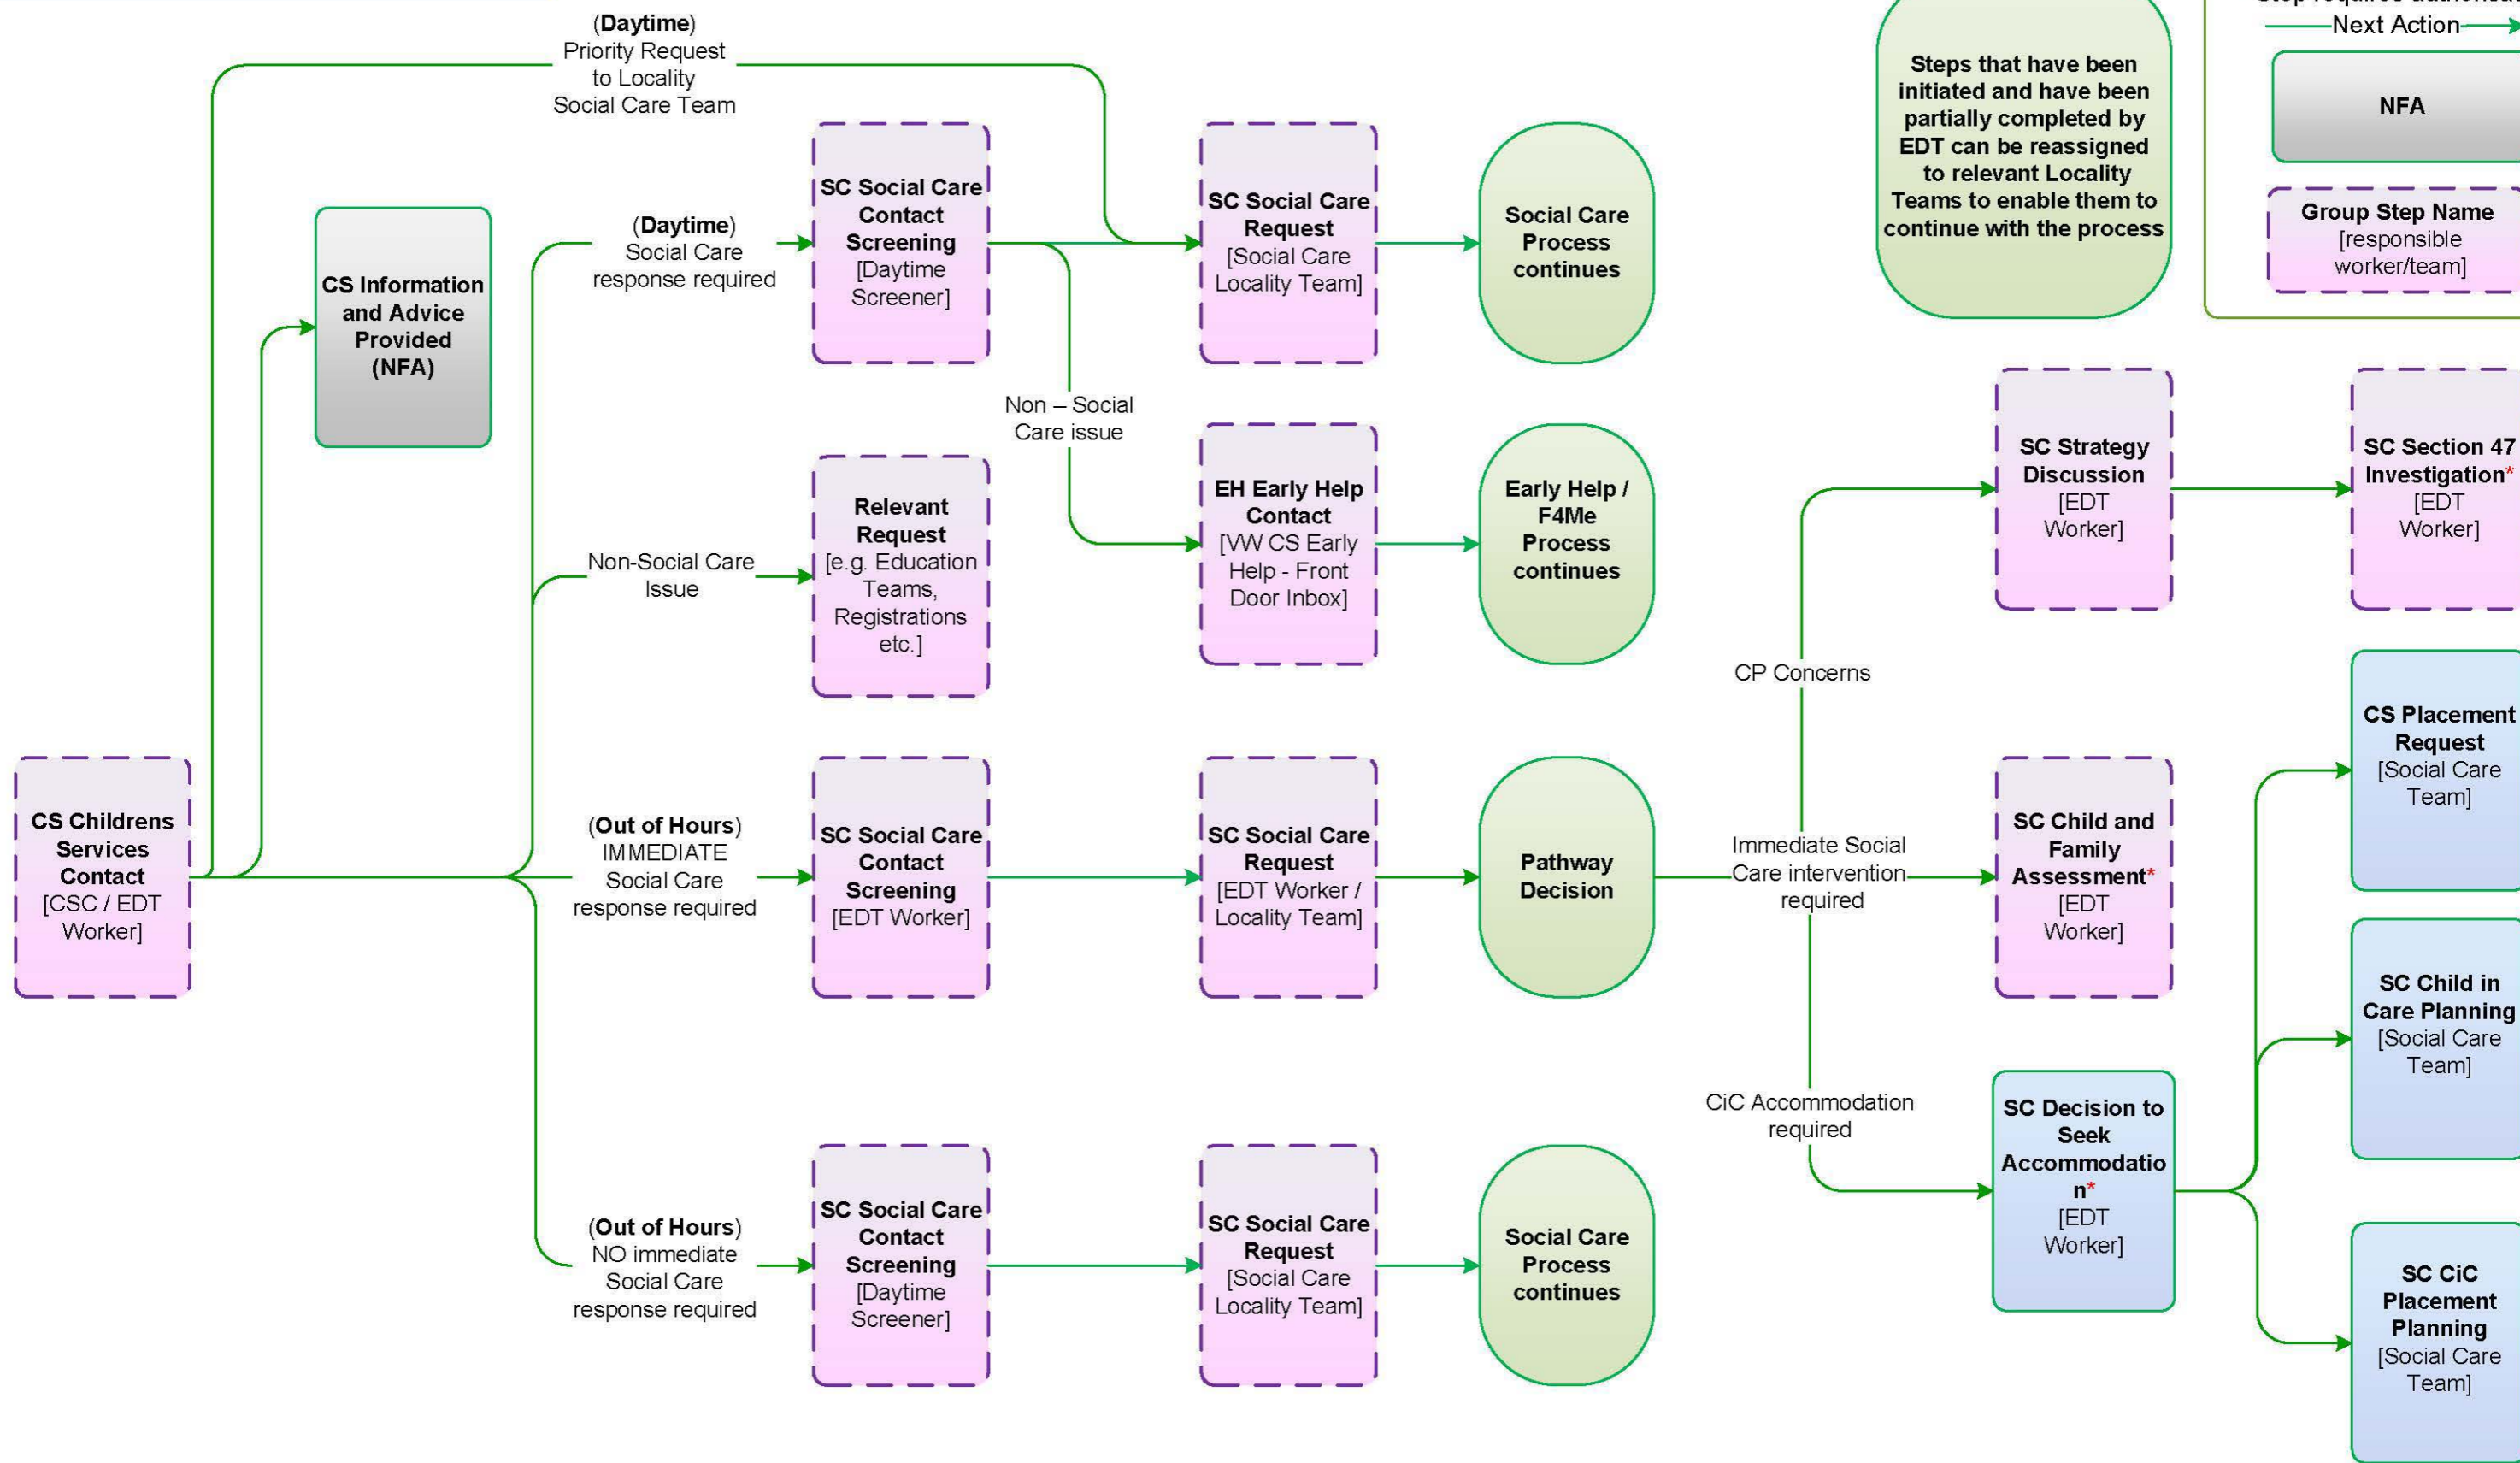 (Daytime)
Priority Request
to Locality
Social Care Team
Steps that have been
initiated and have been
partially completed by
EDT can be reassigned
to relevant Locality
Teams to enable them to
continue with the process
Next Action
NFA
Group Step Name
[responsible
worker/team]
CS Information
and Advice
Provided
(NFA)
(Daytime)
Social Care
response required
SC Social Care
Contact
Screening
[Daytime
Screener]
SC Social Care
Request
[Social Care
Locality Team]
Social Care
Process
continues
Non – Social
Care issue
Non-Social Care
Issue
Relevant
Request
[e.g. Education
Teams,
Registrations
etc.]
EH Early Help
Contact
[VW CS Early
Help - Front
Door Inbox]
Early Help /
F4Me
Process
continues
SC Strategy
Discussion
[EDT
Worker]
SC Section 47
Investigation*
[EDT
Worker]
CP Concerns
CS Childrens
Services
Contact
[CSC / EDT
Worker]
(Out of Hours)
IMMEDIATE
Social Care
response required
SC Social Care
Contact
Screening
[EDT Worker]
SC Social Care
Request
[EDT Worker /
Locality Team]
Pathway
Decision
Immediate Social
Care intervention
required
SC Child and
Family
Assessment*
[EDT
Worker]
CS Placement
Request
[Social Care
Team]
SC Child in
Care Planning
[Social Care
Team]
CiC Accommodation
required
SC Decision to
Seek
Accommodatio
n*
[EDT
Worker]
(Out of Hours)
NO immediate
Social Care
response required
SC Social Care
Contact
Screening
[Daytime
Screener]
SC Social Care
Request
[Social Care
Locality Team]
Social Care
Process
continues
SC CiC
Placement
Planning
[Social Care
Team]